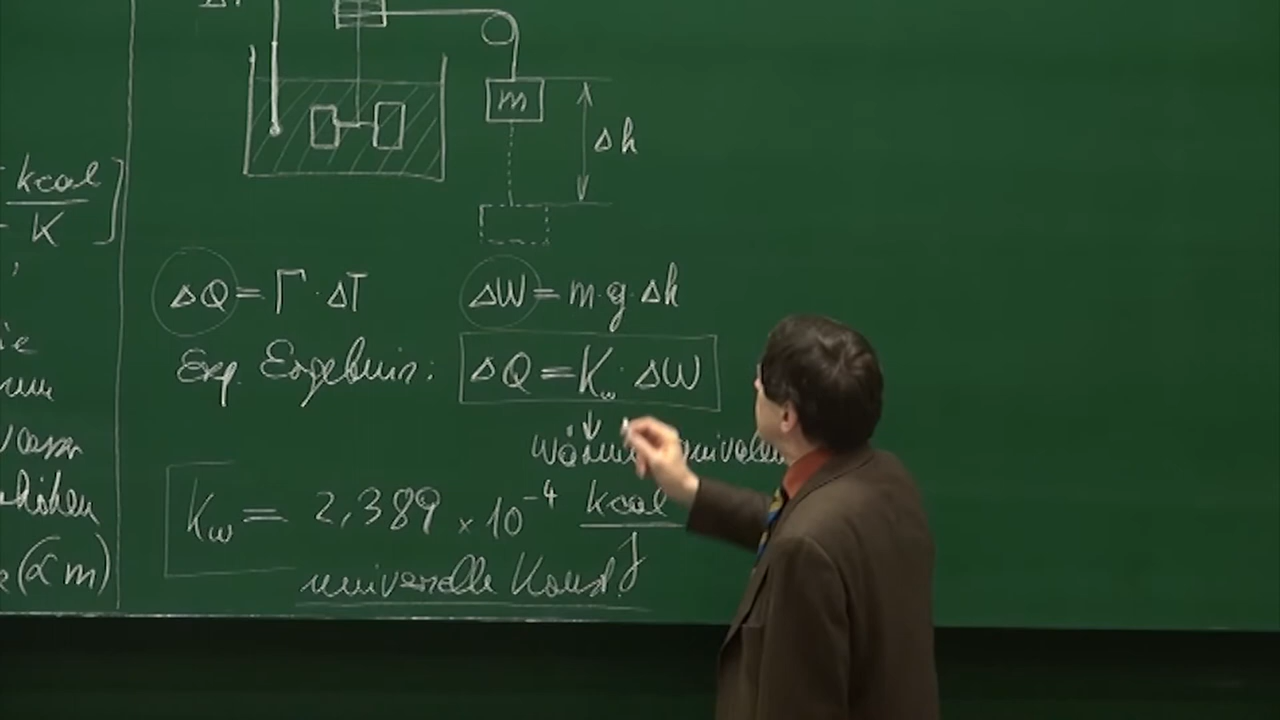 m
Δh
kcal
K
ΔQ = Γ · ΔT
ΔW = m · g · Δh
Exp. Ergebnis: ΔQ = K_w · ΔW
↓
K_w = 2,389 × 10⁻⁴ kcal/J
universelle Konst
(α m)